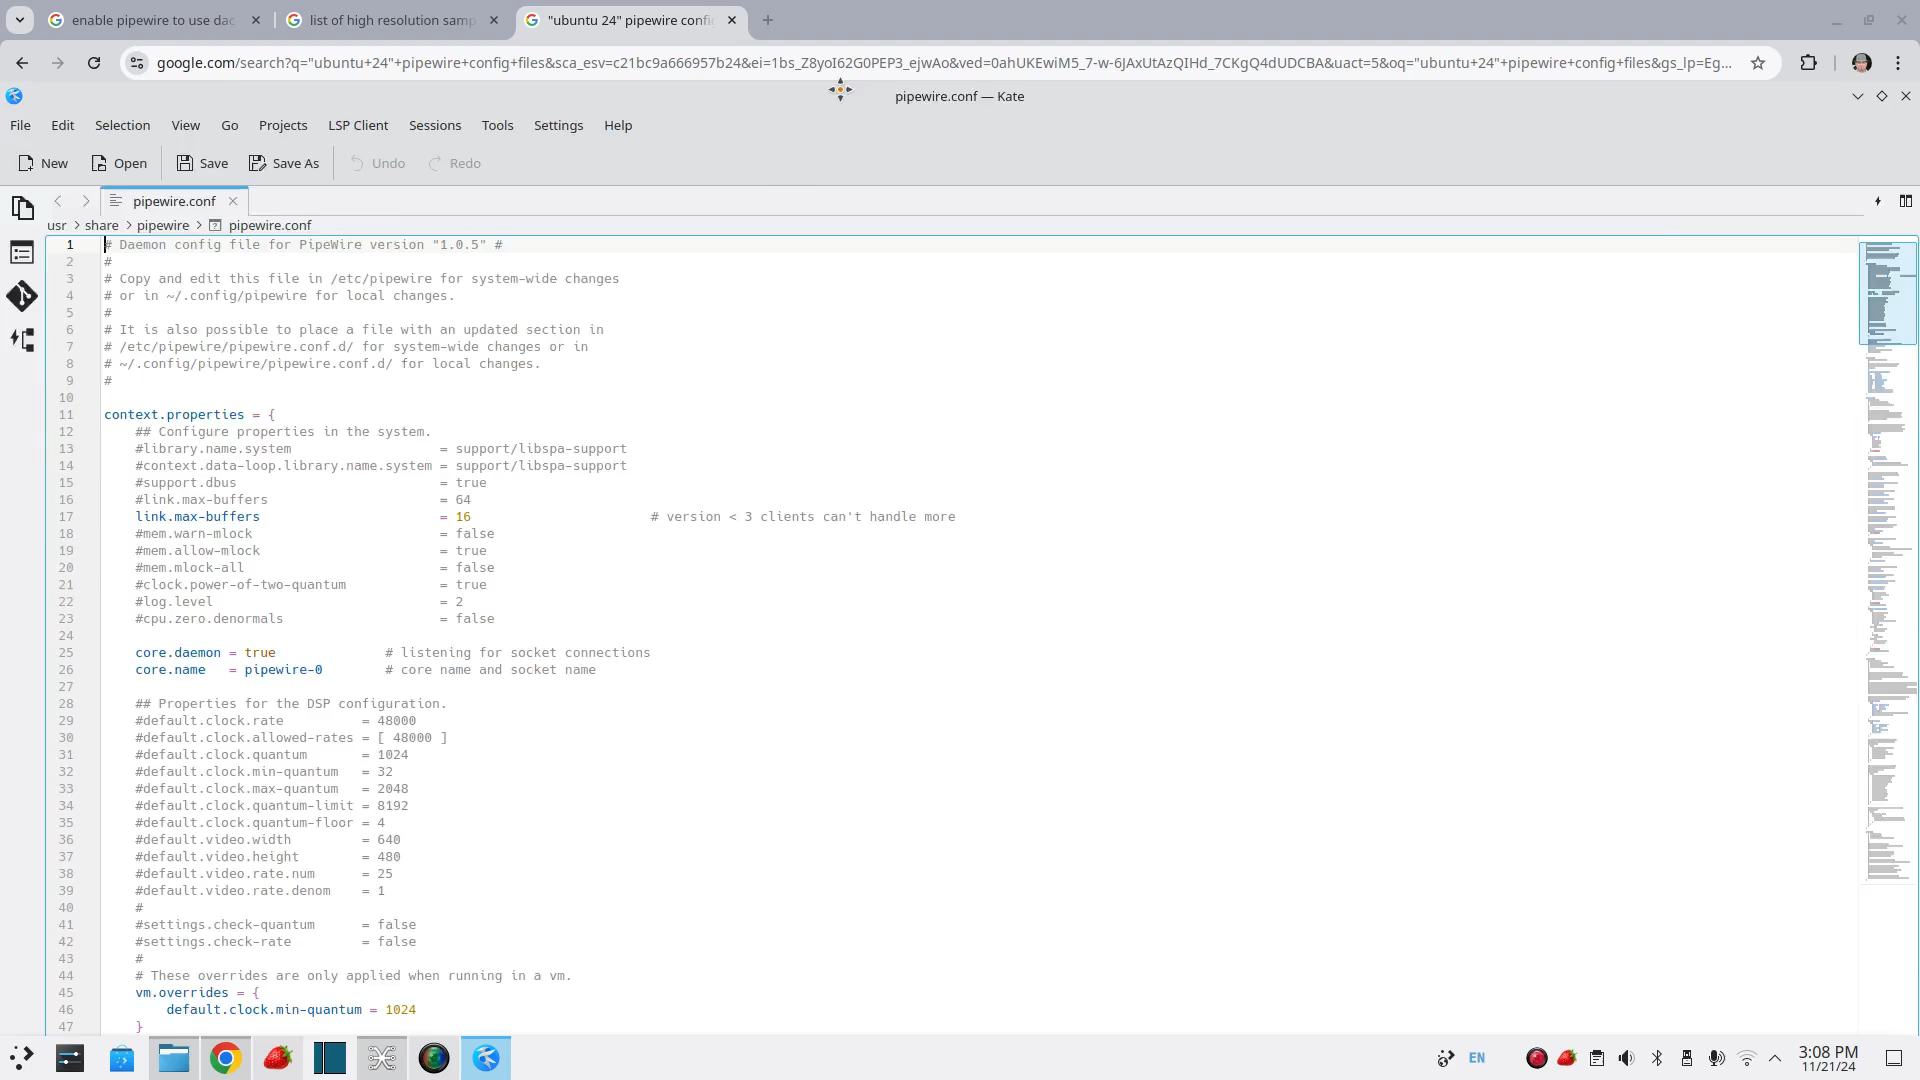 enable pipewire to use dac
list of high resolution samp
"ubuntu 24" pipewire confi
google.com/search?q="ubuntu+24"+pipewire+config+files&sca_esv=c21bc9a666957b24&ei=1bs_Z8yoI62G0PEP3_ejwAo&ved=0ahUKEwiM5_7-w-6JAxUtAzQIHd_7CKgQ4dUDCBA&uact=5&oq="ubuntu+24"+pipewire+config+files&gs_lp=Eg...
pipewire.conf — Kate
File Edit Selection View Go Projects LSP Client Sessions Tools Settings Help
New Open Save Save As Undo Redo
pipewire.conf
usr > share > pipewire > pipewire.conf
1 # Daemon config file for PipeWire version "1.0.5" #
2 #
3 # Copy and edit this file in /etc/pipewire for system-wide changes
4 # or in ~/.config/pipewire for local changes.
5 #
6 # It is also possible to place a file with an updated section in
7 # /etc/pipewire/pipewire.conf.d/ for system-wide changes or in
8 # ~/.config/pipewire/pipewire.conf.d/ for local changes.
9 #
10
11 context.properties = {
12 ## Configure properties in the system.
13 #library.name.system = support/libspa-support
14 #context.data-loop.library.name.system = support/libspa-support
15 #support.dbus = true
16 #link.max-buffers = 64
17 link.max-buffers = 16 # version < 3 clients can't handle more
18 #mem.warn-mlock = false
19 #mem.allow-mlock = true
20 #mem.mlock-all = false
21 #clock.power-of-two-quantum = true
22 #log.level = 2
23 #cpu.zero.denormals = false
24
25 core.daemon = true # listening for socket connections
26 core.name = pipewire-0 # core name and socket name
27
28 ## Properties for the DSP configuration.
29 #default.clock.rate = 48000
30 #default.clock.allowed-rates = [ 48000 ]
31 #default.clock.quantum = 1024
32 #default.clock.min-quantum = 32
33 #default.clock.max-quantum = 2048
34 #default.clock.quantum-limit = 8192
35 #default.clock.quantum-floor = 4
36 #default.video.width = 640
37 #default.video.height = 480
38 #default.video.rate.num = 25
39 #default.video.rate.denom = 1
40 #
41 #settings.check-quantum = false
42 #settings.check-rate = false
43 #
44 # These overrides are only applied when running in a vm.
45 vm.overrides = {
46 default.clock.min-quantum = 1024
47 }
EN
3:08 PM
11/21/24